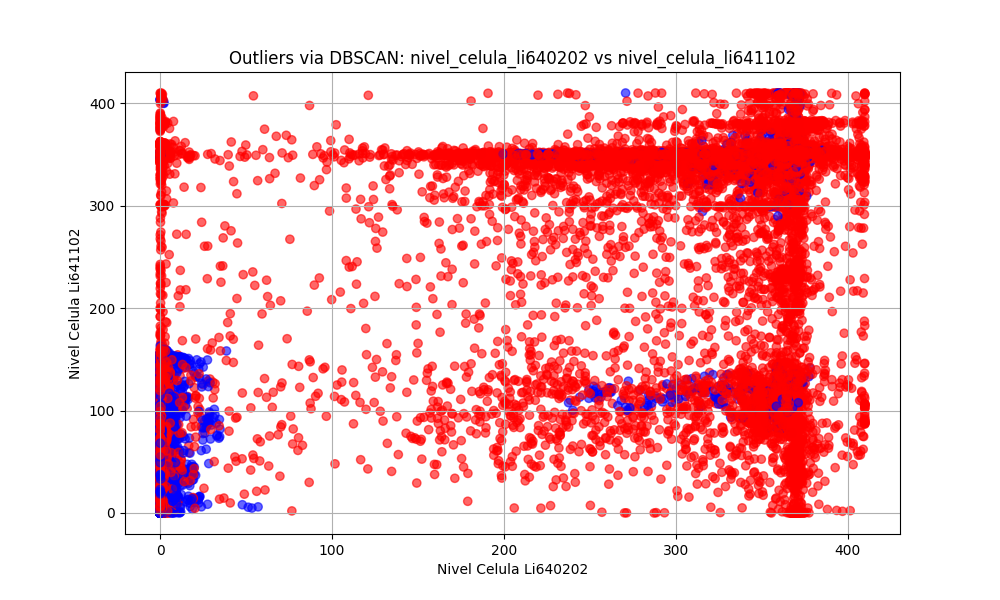 Outliers via DBSCAN: nivel_celula_li640202 vs nivel_celula_li641102
400
300
200
100
0
Nivel Celula Li641102
0 100 200 300 400
Nivel Celula Li640202